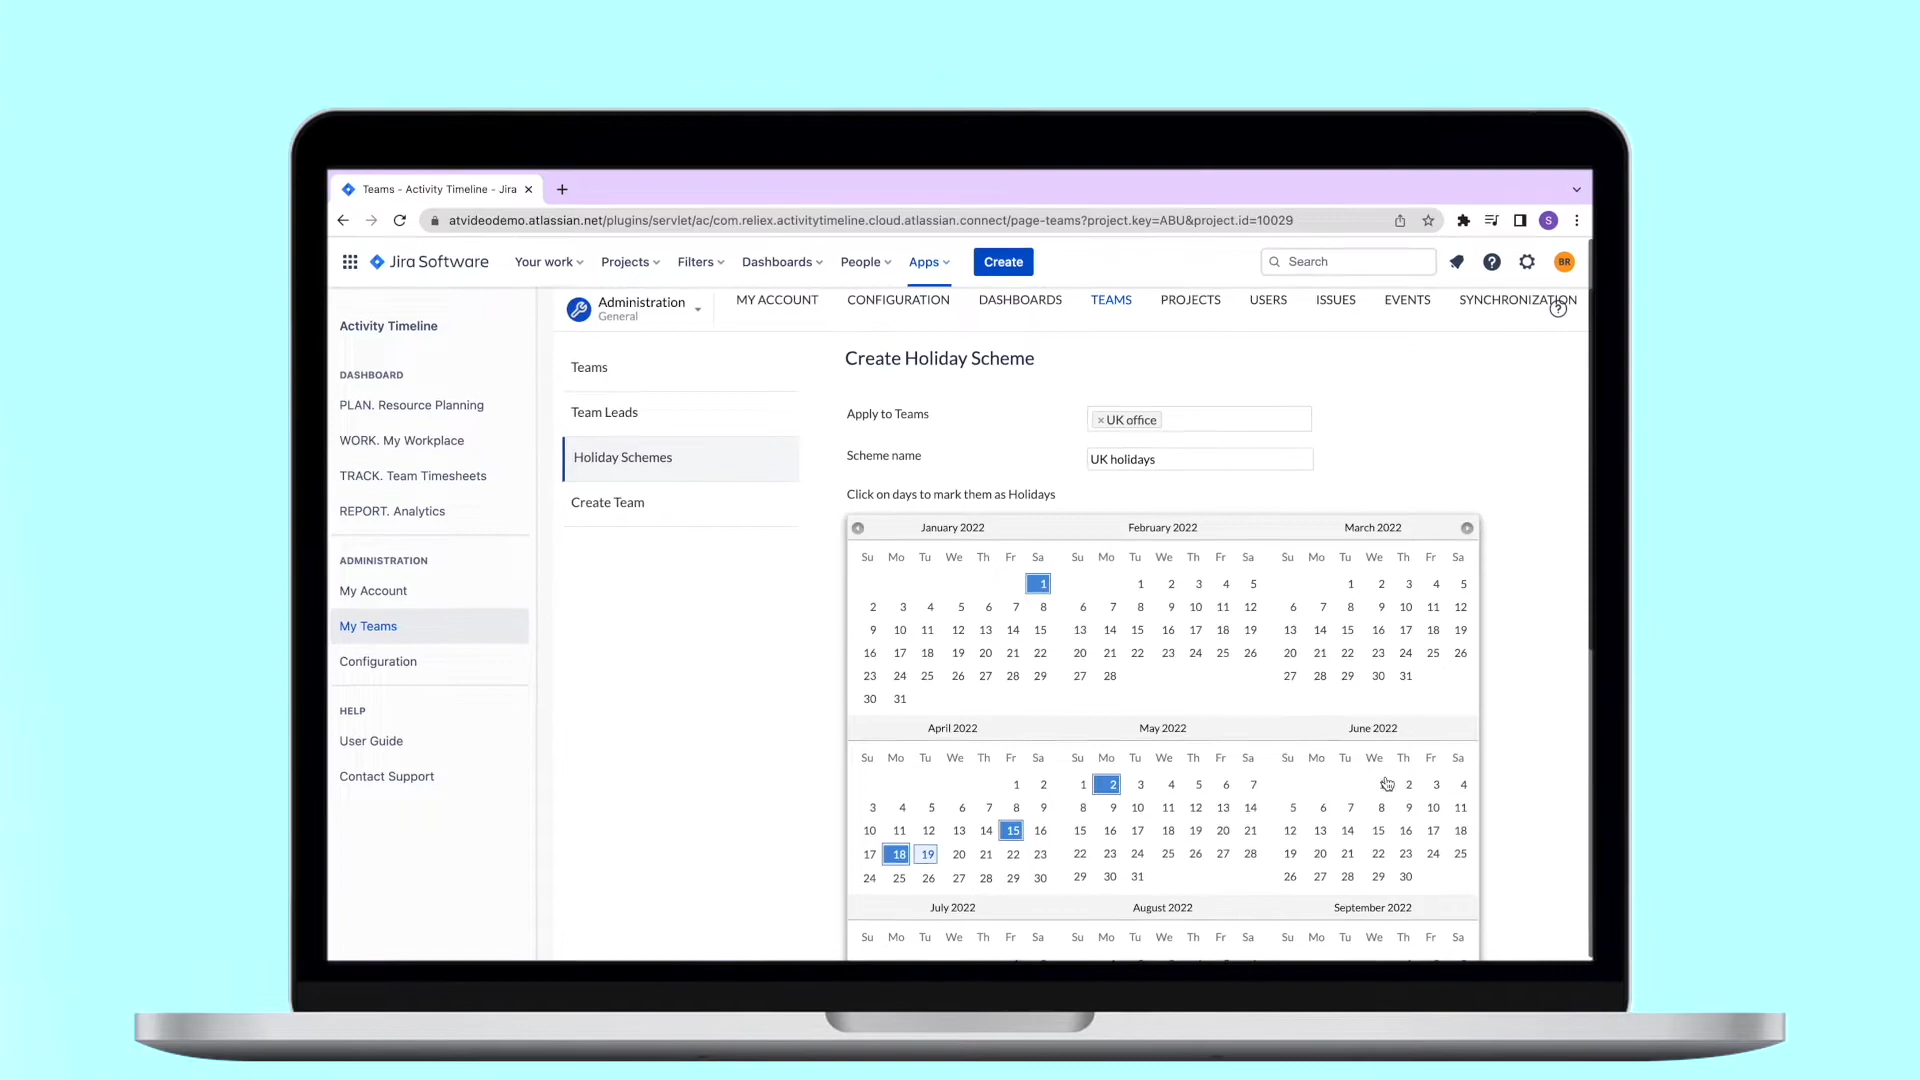 Teams - Activity Timeline - Jira
atvideodemo.atlassian.net/plugins/servlet/ac/com.reliex.activitytimeline.cloud.atlassian.connect/page-teams?project.key=ABU&project.id=10029
S
Jira Software
Your work
Projects
Filters
Dashboards
People
Apps
Create
Search
BR
Activity Timeline
DASHBOARD
PLAN. Resource Planning
WORK. My Workplace
TRACK. Team Timesheets
REPORT. Analytics
ADMINISTRATION
My Account
My Teams
Configuration
HELP
User Guide
Contact Support
Administration
General
MY ACCOUNT
CONFIGURATION
DASHBOARDS
TEAMS
PROJECTS
USERS
ISSUES
EVENTS
SYNCHRONIZATION
Teams
Team Leads
Holiday Schemes
Create Team
Create Holiday Scheme
Apply to Teams
× UK office
Scheme name
UK holidays
Click on days to mark them as Holidays
January 2022 February 2022 March 2022
Su Mo Tu We Th Fr Sa Su Mo Tu We Th Fr Sa Su Mo Tu We Th Fr Sa
1 1 2 3 4 5 1 2 3 4 5
2 3 4 5 6 7 8 6 7 8 9 10 11 12 6 7 8 9 10 11 12
9 10 11 12 13 14 15 13 14 15 16 17 18 19 13 14 15 16 17 18 19
16 17 18 19 20 21 22 20 21 22 23 24 25 26 20 21 22 23 24 25 26
23 24 25 26 27 28 29 27 28 27 28 29 30 31
30 31
April 2022 May 2022 June 2022
Su Mo Tu We Th Fr Sa Su Mo Tu We Th Fr Sa Su Mo Tu We Th Fr Sa
1 2 1 2 3 4 5 6 7 2 3 4
3 4 5 6 7 8 9 8 9 10 11 12 13 14 5 6 7 8 9 10 11
10 11 12 13 14 15 16 15 16 17 18 19 20 21 12 13 14 15 16 17 18
17 18 19 20 21 22 23 22 23 24 25 26 27 28 19 20 21 22 23 24 25
24 25 26 27 28 29 30 29 30 31 26 27 28 29 30
July 2022 August 2022 September 2022
Su Mo Tu We Th Fr Sa Su Mo Tu We Th Fr Sa Su Mo Tu We Th Fr Sa